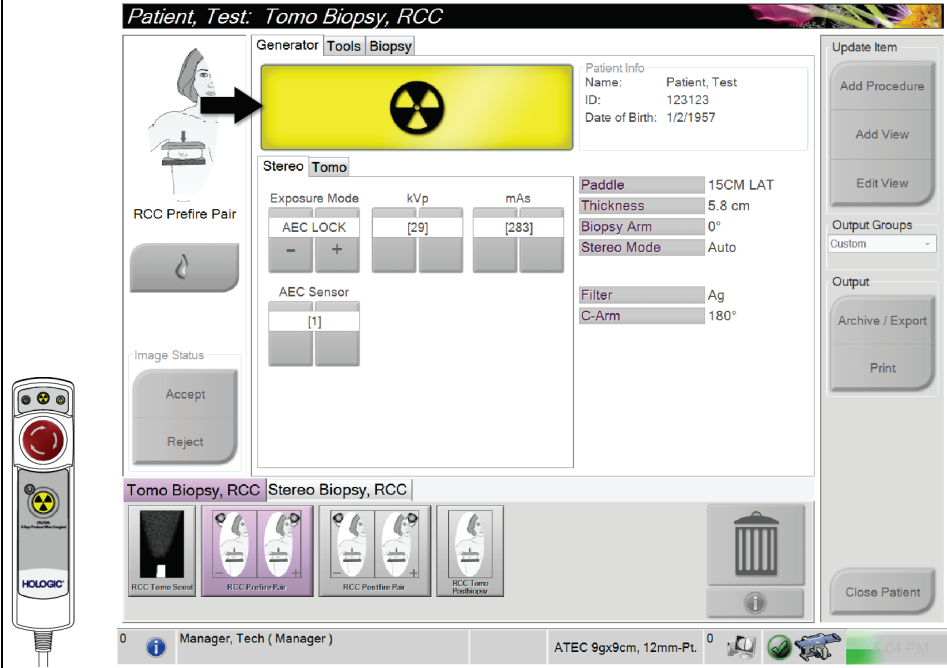 Patient, Test: Tomo Biopsy, RCC
Generator Tools Biopsy
Patient Info
Name: Patient, Test
ID: 123123
Date of Birth: 1/2/1957
RCC Prefire Pair
Stereo Tomo
Exposure Mode kVp mAs
AEC LOCK [29] [283]
- +
AEC Sensor
[1]
Paddle 15CM LAT
Thickness 5.8 cm
Biopsy Arm 0°
Stereo Mode Auto
Filter Ag
C-Arm 180°
Image Status
Accept
Reject
Update Item
Add Procedure
Add View
Edit View
Output Groups
Custom
Output
Archive / Export
Print
Close Patient
Tomo Biopsy, RCC Stereo Biopsy, RCC
RCC Tomo Scout
- +
RCC Prefire Pair
- +
RCC Postfire Pair
RCC Tomo
Postbiopsy
0 Manager, Tech ( Manager ) ATEC 9gx9cm, 12mm-Pt. 0 5:04 PM
HOLOGIC